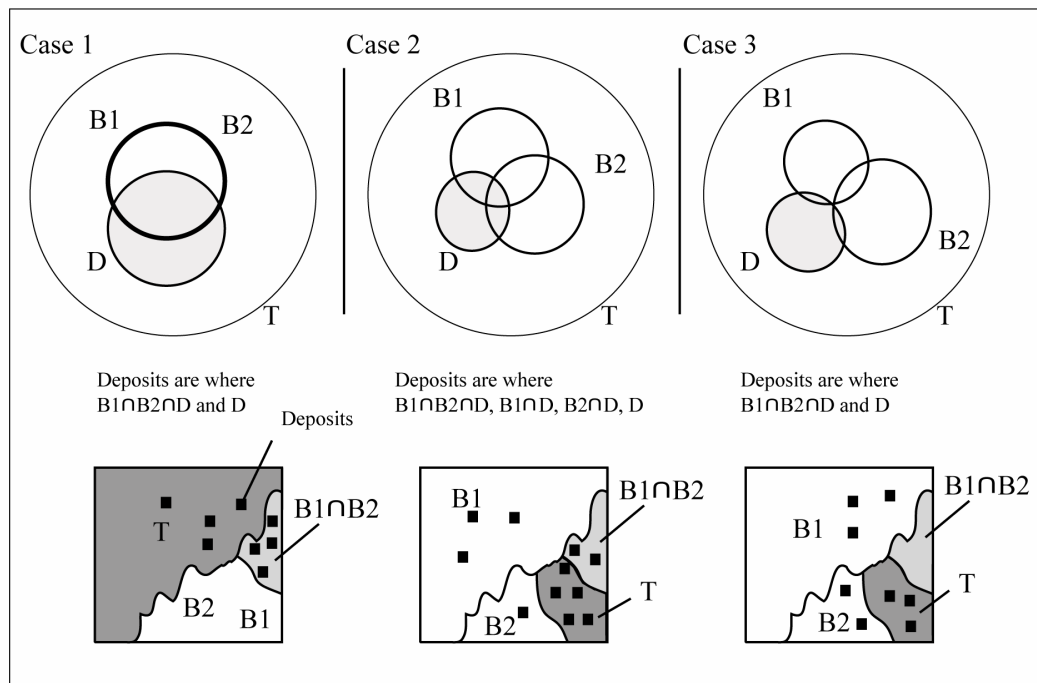 Case 1
B1
B2
D
T
Case 2
B1
B2
D
T
Case 3
B1
B2
D
T
Deposits are where
B1∩B2∩D and D
Deposits are where
B1∩B2∩D, B1∩D, B2∩D, D
Deposits are where
B1∩B2∩D and D
Deposits
T
B1∩B2
B2
B1
B1
B1∩B2
B2
T
B1
B1∩B2
B2
T